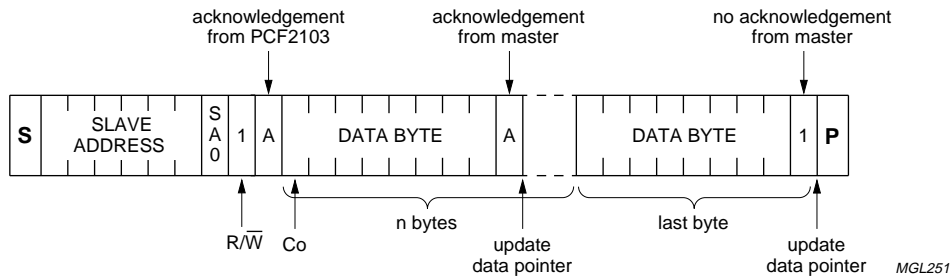 acknowledgement
from PCF2103
acknowledgement
from master
no acknowledgement
from master
S
SLAVE
ADDRESS
S
A
0
1
A
DATA BYTE
A
DATA BYTE
1
P
R/W̅
Co
n bytes
update
data pointer
last byte
update
data pointer
MGL251